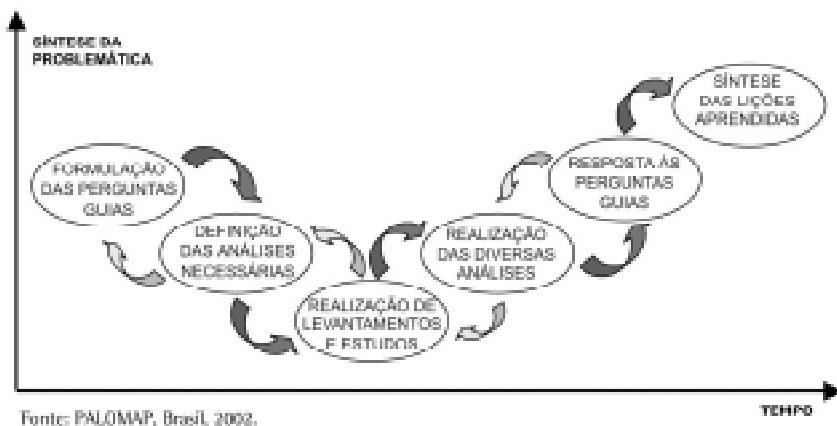 SÍNTESE DA
PROBLEMÁTICA
FORMULAÇÃO
DAS PERGUNTAS
GUIAS
DEFINIÇÃO
DAS ANÁLISES
NECESSÁRIAS
REALIZAÇÃO DE
LEVANTAMENTOS
E ESTUDOS
REALIZAÇÃO
DAS DIVERSAS
ANÁLISES
RESPOSTA ÀS
PERGUNTAS
GUIAS
SÍNTESE
DAS LIÇÕES
APRENDIDAS
TEMPO
Fonte: PALOMAP, Brasil, 2002.